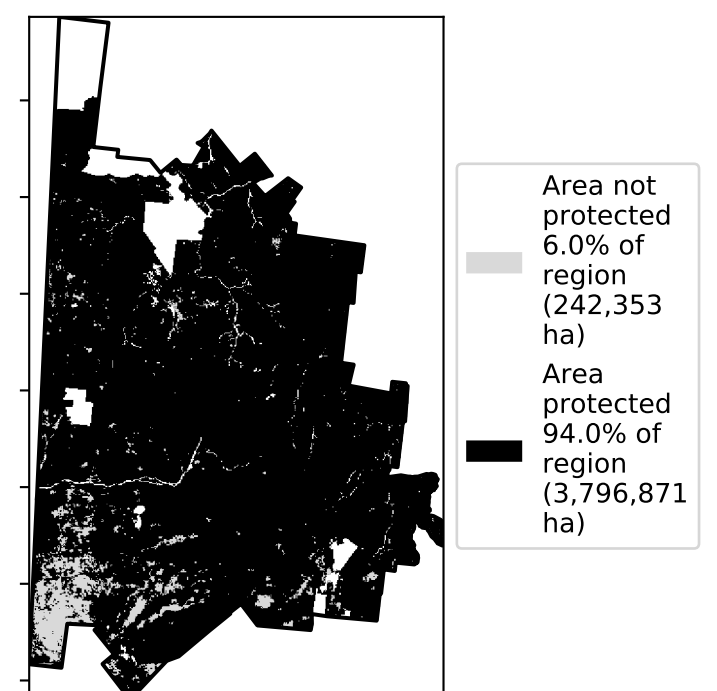 Area not
protected
6.0% of
region
(242,353
ha)
Area
protected
94.0% of
region
(3,796,871
ha)